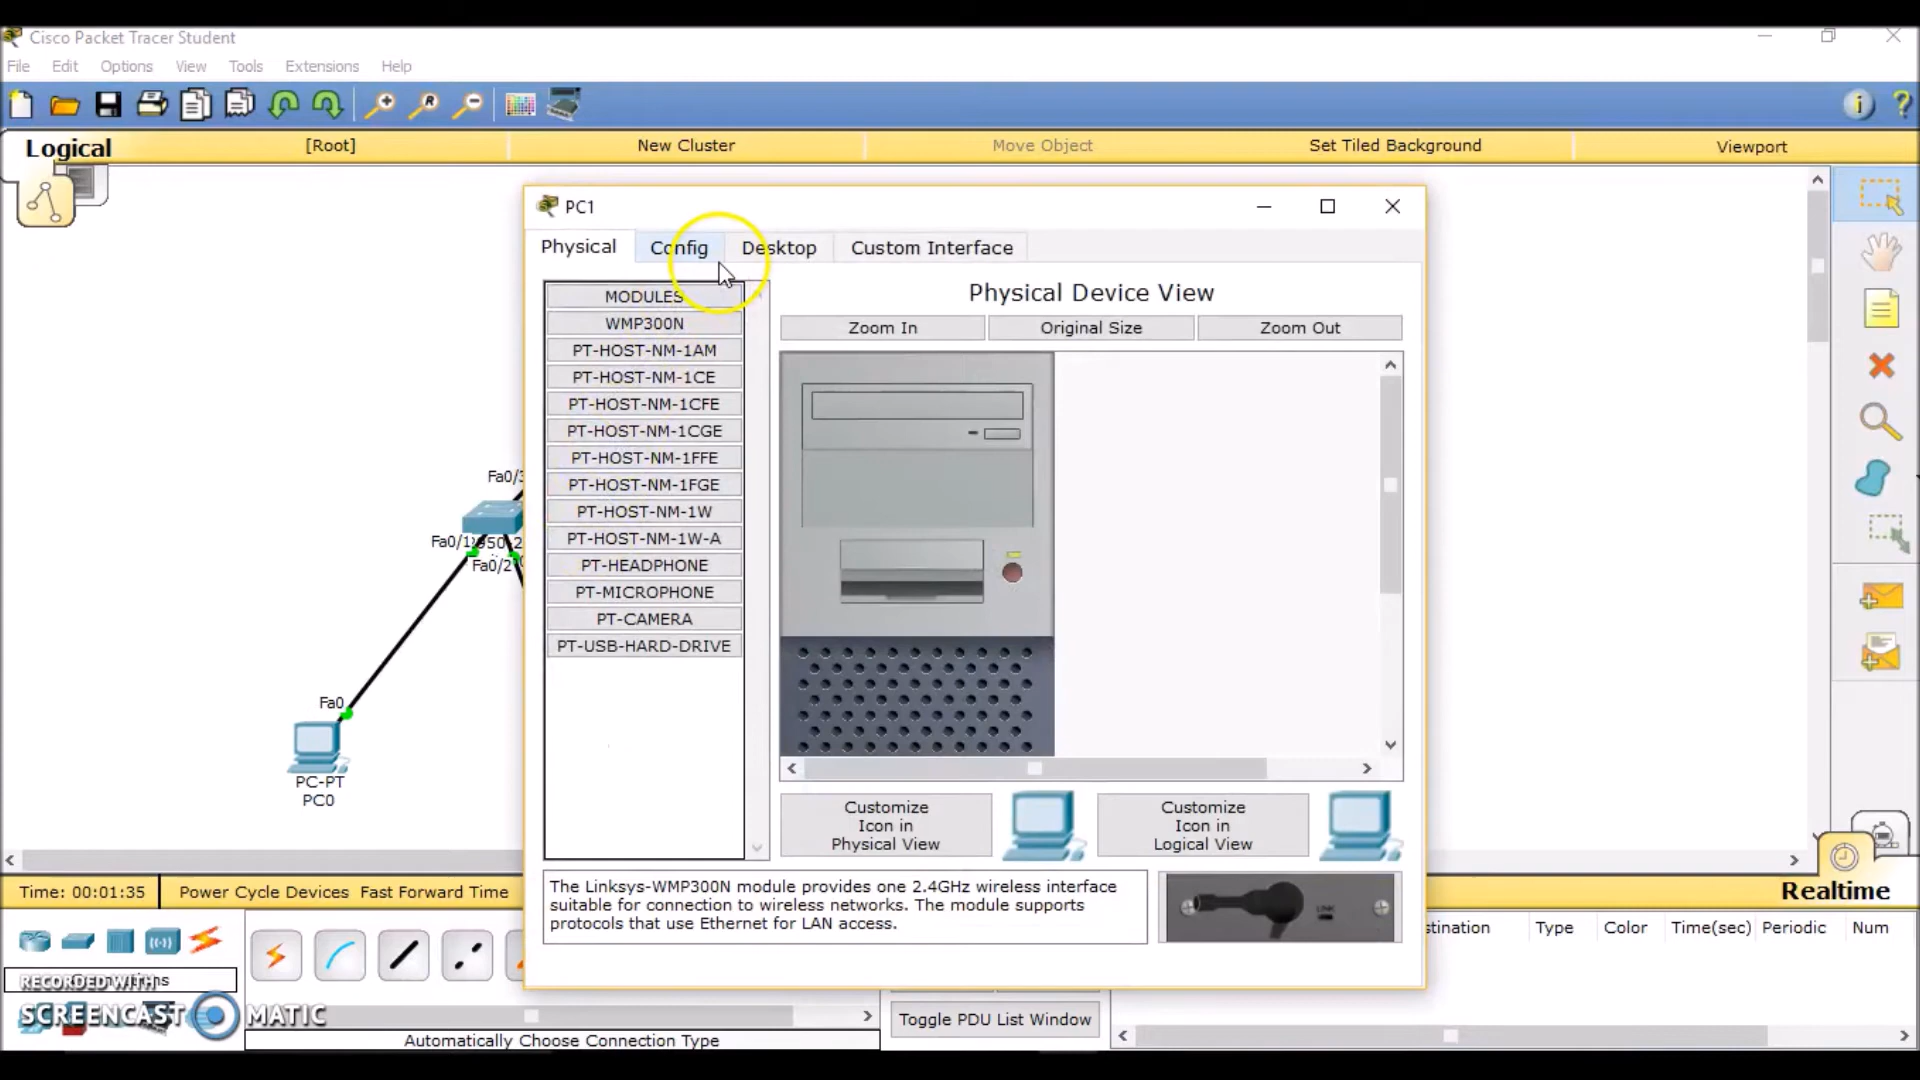 Cisco Packet Tracer Student
File Edit Options View Tools Extensions Help
Logical [Root] New Cluster Move Object Set Tiled Background Viewport
PC1
Physical Config Desktop Custom Interface
MODULES
WMP300N
PT-HOST-NM-1AM
PT-HOST-NM-1CE
PT-HOST-NM-1CFE
PT-HOST-NM-1CGE
PT-HOST-NM-1FFE
PT-HOST-NM-1FGE
PT-HOST-NM-1W
PT-HOST-NM-1W-A
PT-HEADPHONE
PT-MICROPHONE
PT-CAMERA
PT-USB-HARD-DRIVE
Physical Device View
Zoom In Original Size Zoom Out
Customize
Icon in
Physical View
Customize
Icon in
Logical View
The Linksys-WMP300N module provides one 2.4GHz wireless interface
suitable for connection to wireless networks. The module supports
protocols that use Ethernet for LAN access.
LINK
Fa0/3
Fa0/1
Fa0/2
Fa0
PC-PT
PC0
Time: 00:01:35 Power Cycle Devices Fast Forward Time
Realtime
Type Color Time(sec) Periodic Num
RECORDED WITH
SCREENCAST MATIC
Toggle PDU List Window
Automatically Choose Connection Type